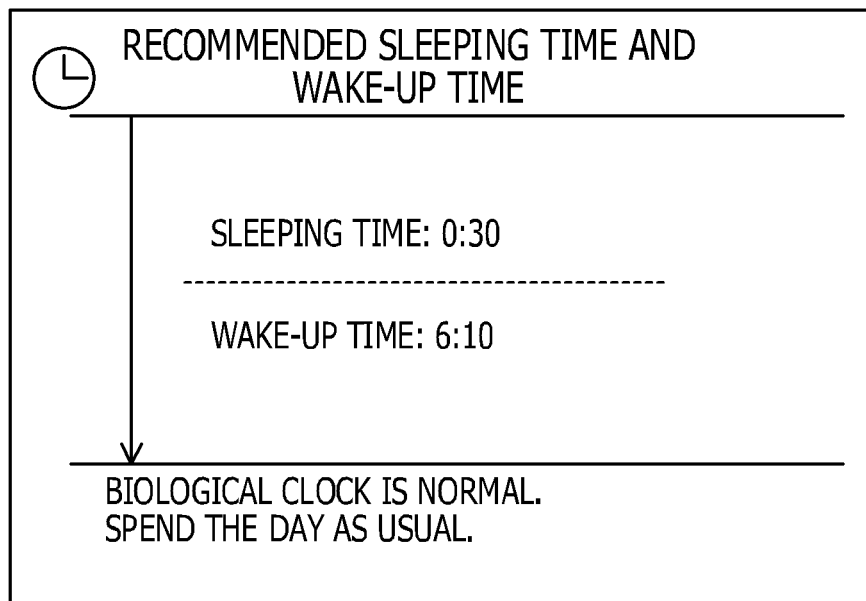 RECOMMENDED SLEEPING TIME AND
WAKE-UP TIME
SLEEPING TIME: 0:30
WAKE-UP TIME: 6:10
BIOLOGICAL CLOCK IS NORMAL.
SPEND THE DAY AS USUAL.